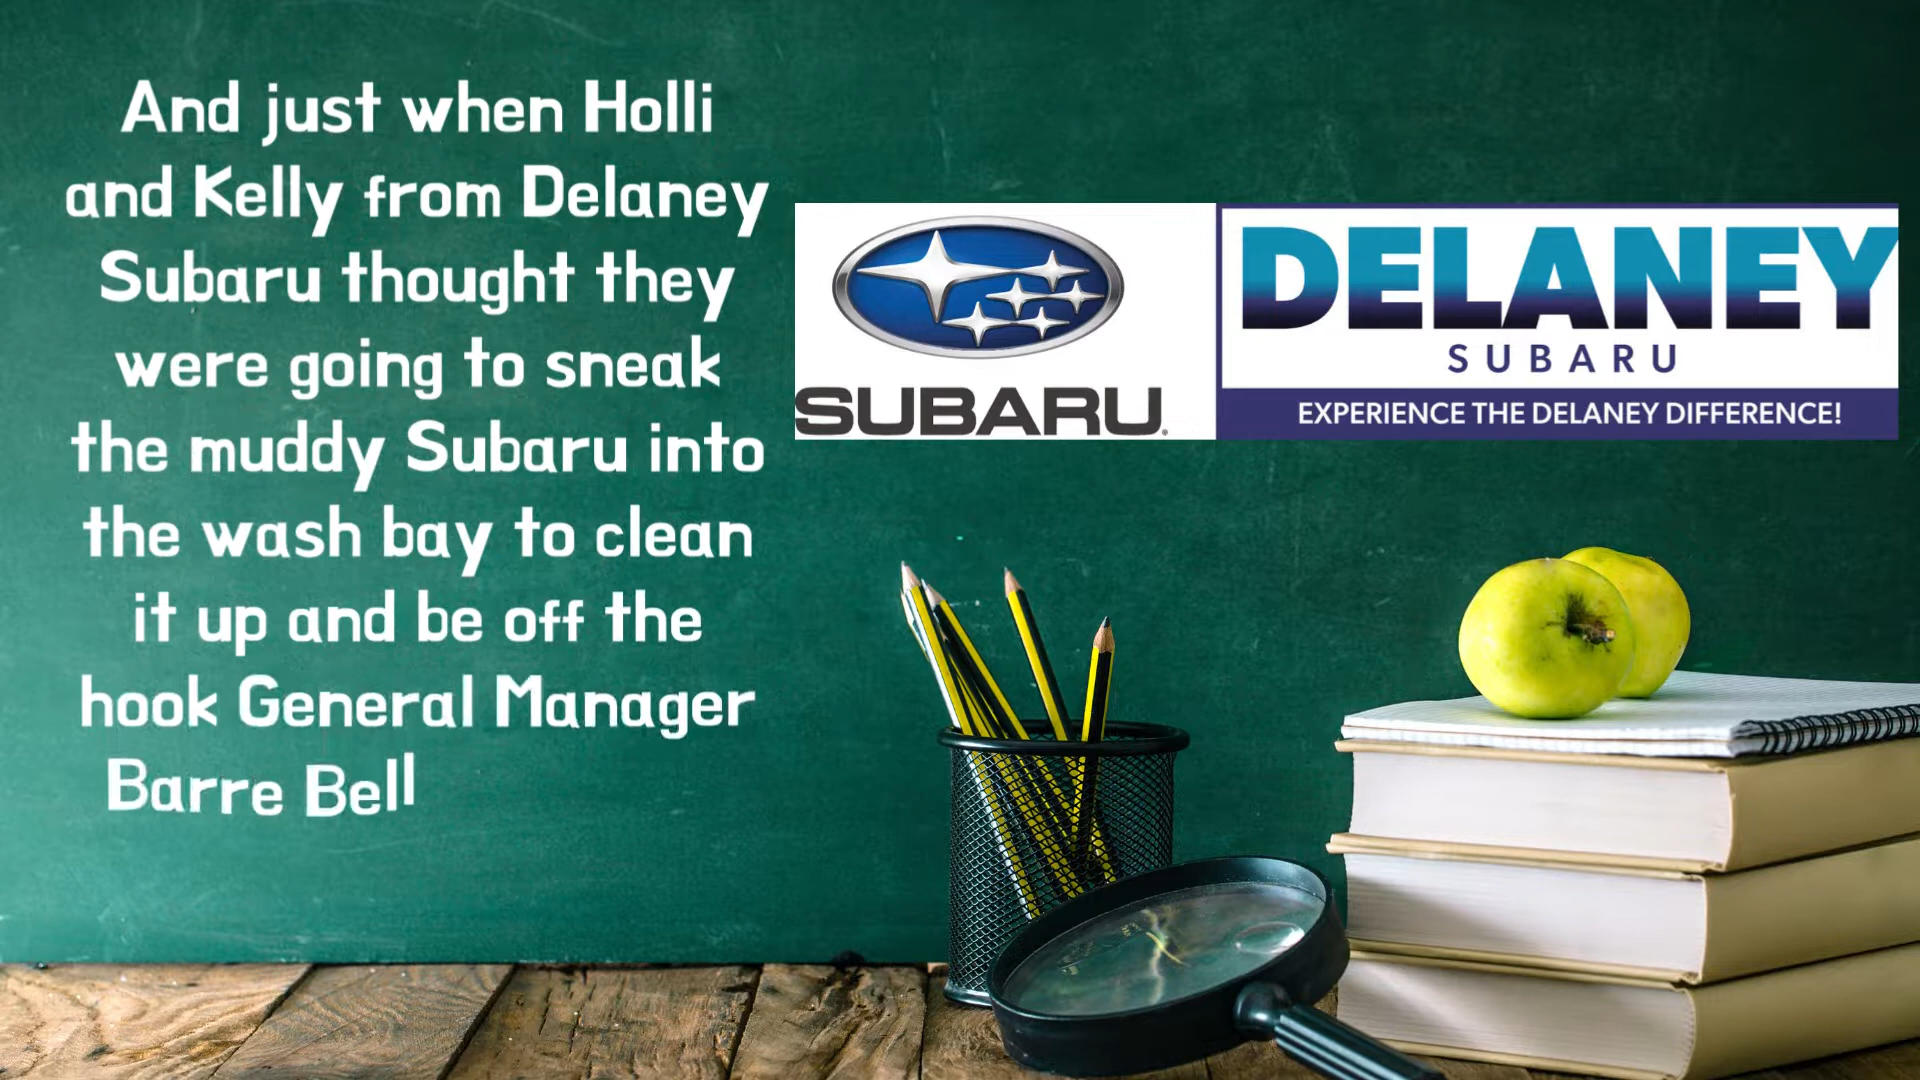 And just when Holli
and Kelly from Delaney
Subaru thought they
were going to sneak
the muddy Subaru into
the wash bay to clean
it up and be off the
hook General Manager
Barre Bell
SUBARU
DELANEY
SUBARU
EXPERIENCE THE DELANEY DIFFERENCE!